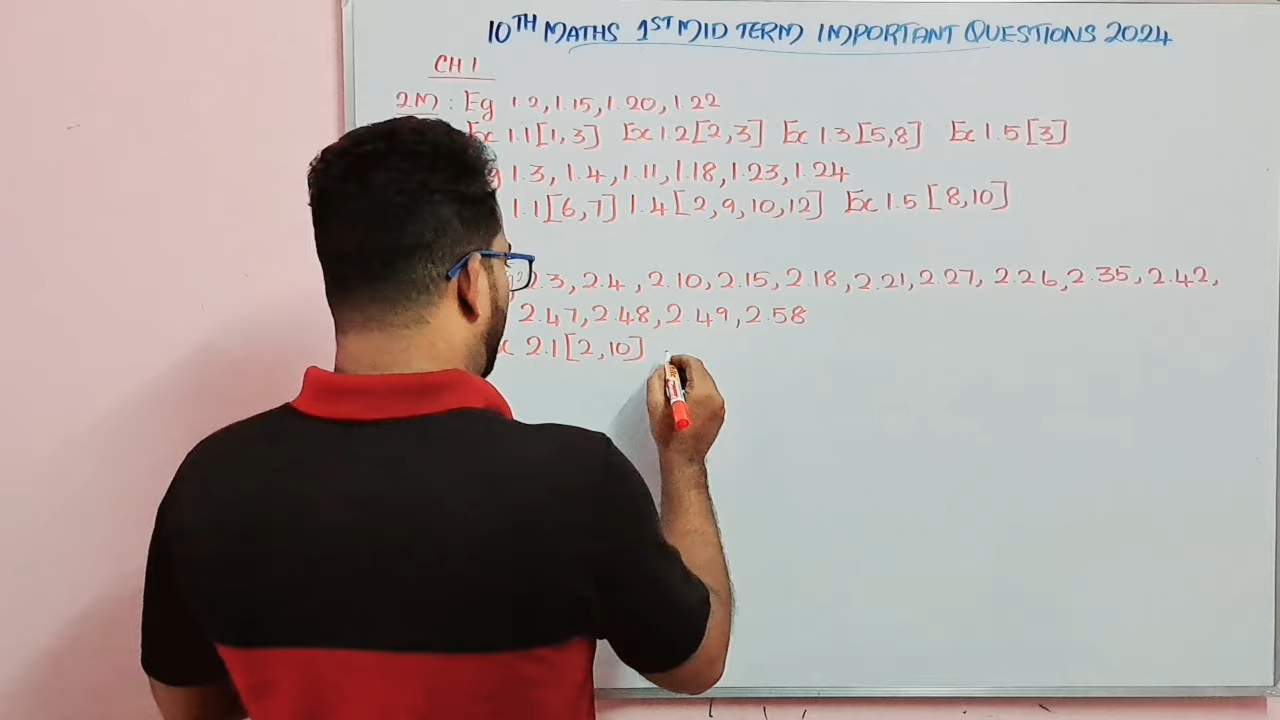 10TH MATHS 1ST MID TERM IMPORTANT QUESTIONS 2024
CH 1
2M : Eg 1.2, 1.15, 1.20, 1.22
Ex 1.1 [1, 3] Ex 1.2 [2, 3] Ex 1.3 [5, 8] Ex 1.5 [3]
1.3, 1.4, 1.11, 1.18, 1.23, 1.24
1.1 [6, 7] 1.4 [2, 9, 10, 12] Ex 1.5 [8, 10]
2.3, 2.4, 2.10, 2.15, 2.18, 2.21, 2.27, 2.26, 2.35, 2.42,
2.47, 2.48, 2.49, 2.58
2.1 [2, 10]